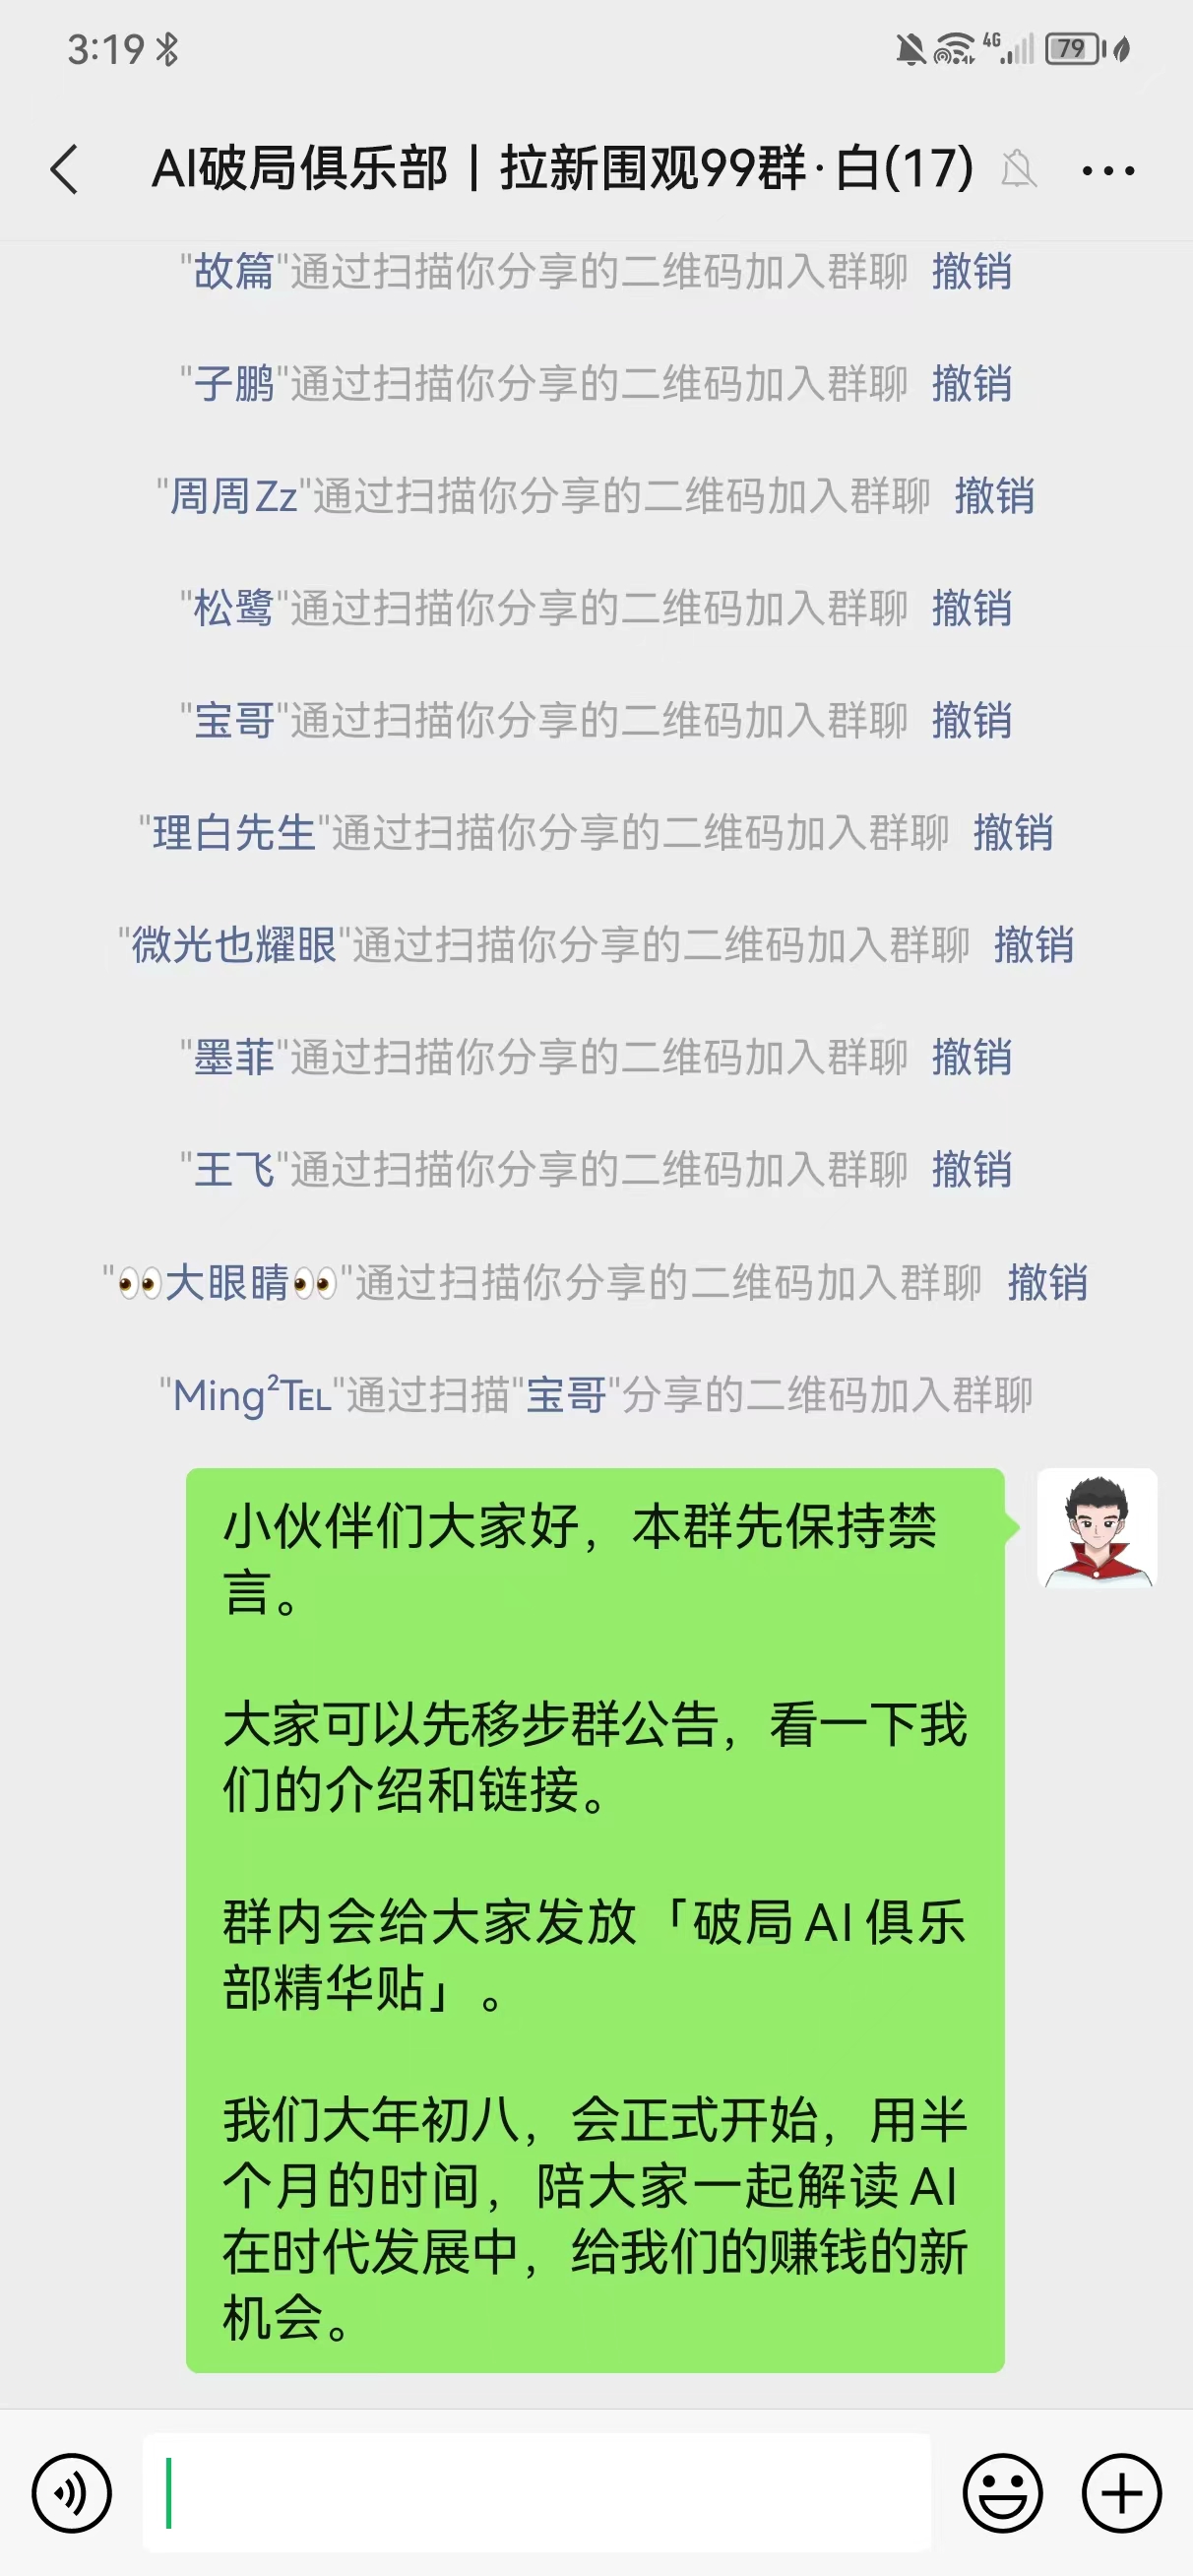 3:19
4G
79
AI破局俱乐部丨拉新围观99群·白(17)
"故篇"通过扫描你分享的二维码加入群聊 撤销
"子鹏"通过扫描你分享的二维码加入群聊 撤销
"周周Zz"通过扫描你分享的二维码加入群聊 撤销
"松鹭"通过扫描你分享的二维码加入群聊 撤销
"宝哥"通过扫描你分享的二维码加入群聊 撤销
"理白先生"通过扫描你分享的二维码加入群聊 撤销
"微光也耀眼"通过扫描你分享的二维码加入群聊 撤销
"墨菲"通过扫描你分享的二维码加入群聊 撤销
"王飞"通过扫描你分享的二维码加入群聊 撤销
"👀大眼睛👀"通过扫描你分享的二维码加入群聊 撤销
"Ming²Tᴇʟ"通过扫描"宝哥"分享的二维码加入群聊
小伙伴们大家好，本群先保持禁
言。
大家可以先移步群公告，看一下我
们的介绍和链接。
群内会给大家发放「破局 AI 俱乐
部精华贴」。
我们大年初八，会正式开始，用半
个月的时间，陪大家一起解读 AI
在时代发展中，给我们的赚钱的新
机会。